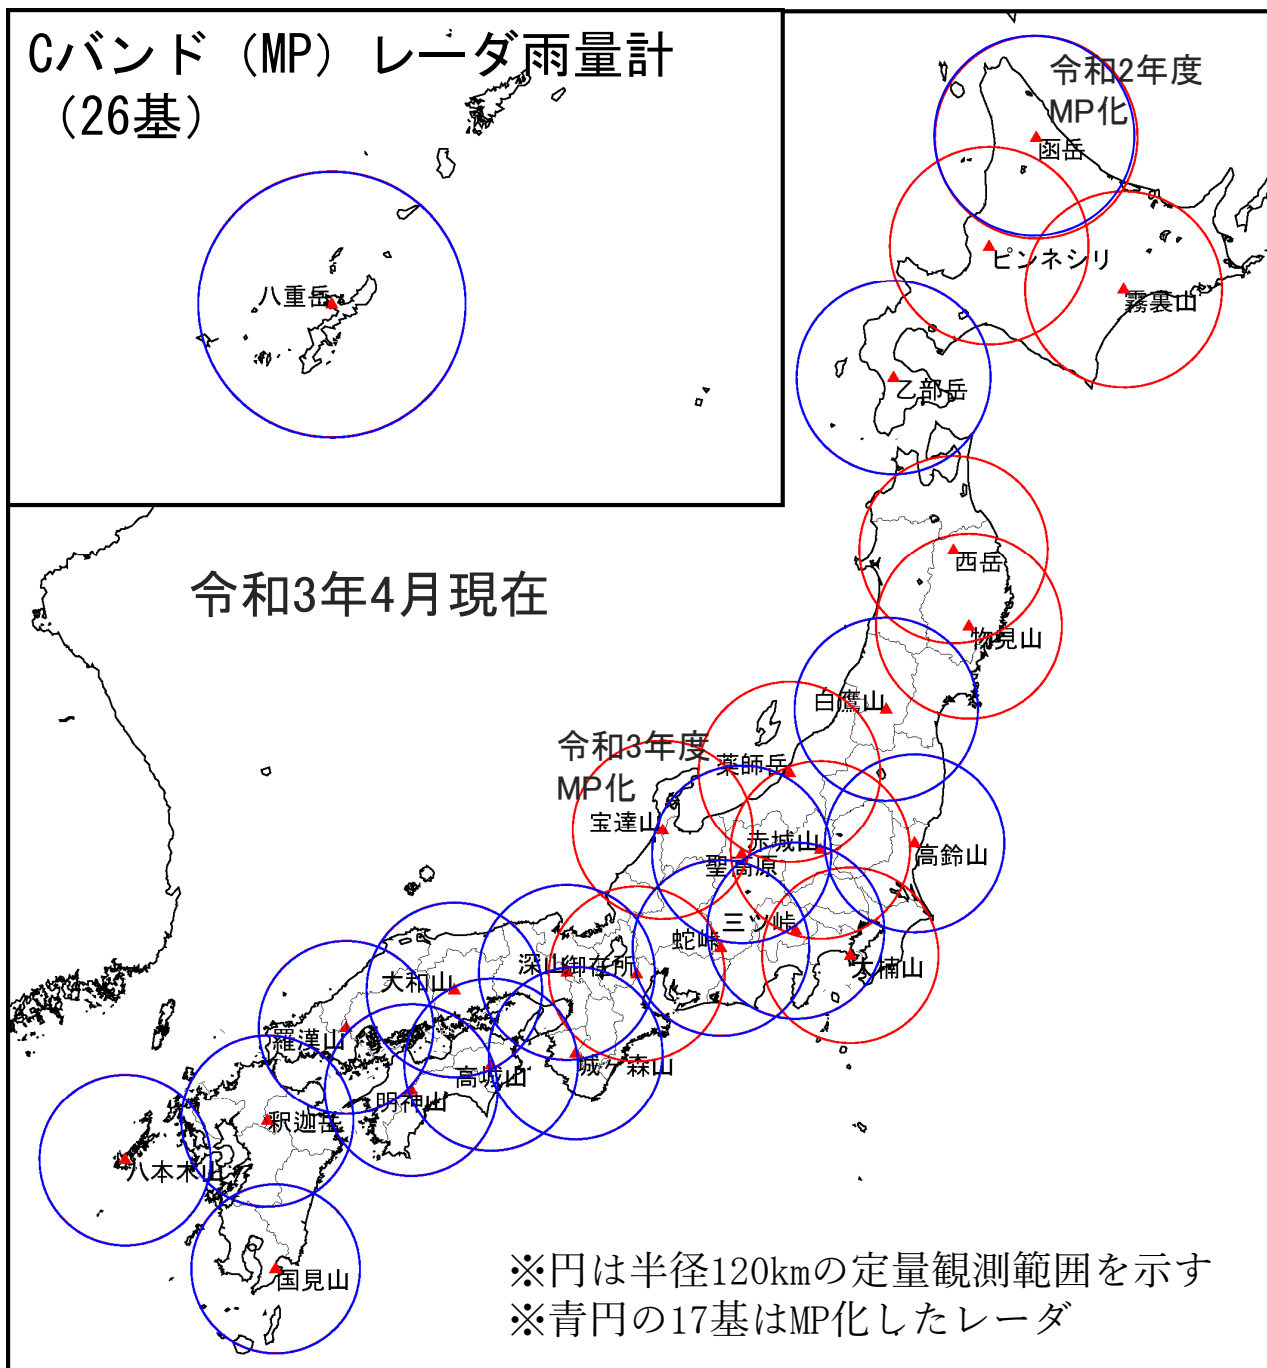 Cバンド（MP）レーダ雨量計
（26基）
令和2年度
MP化
函岳
ピンネシリ
霧裏山
八重岳
乙部岳
西岳
令和3年4月現在
物見山
白鷹山
令和3年度
MP化
薬師岳
宝達山
赤城山
高鈴山
聖高原
三ッ峠
蛇峠
大楠山
深山
御在所
大和山
羅漢山
城ケ森山
高城山
明神山
釈迦岳
八本木山
国見山
※円は半径120kmの定量観測範囲を示す
※青円の17基はMP化したレーダ